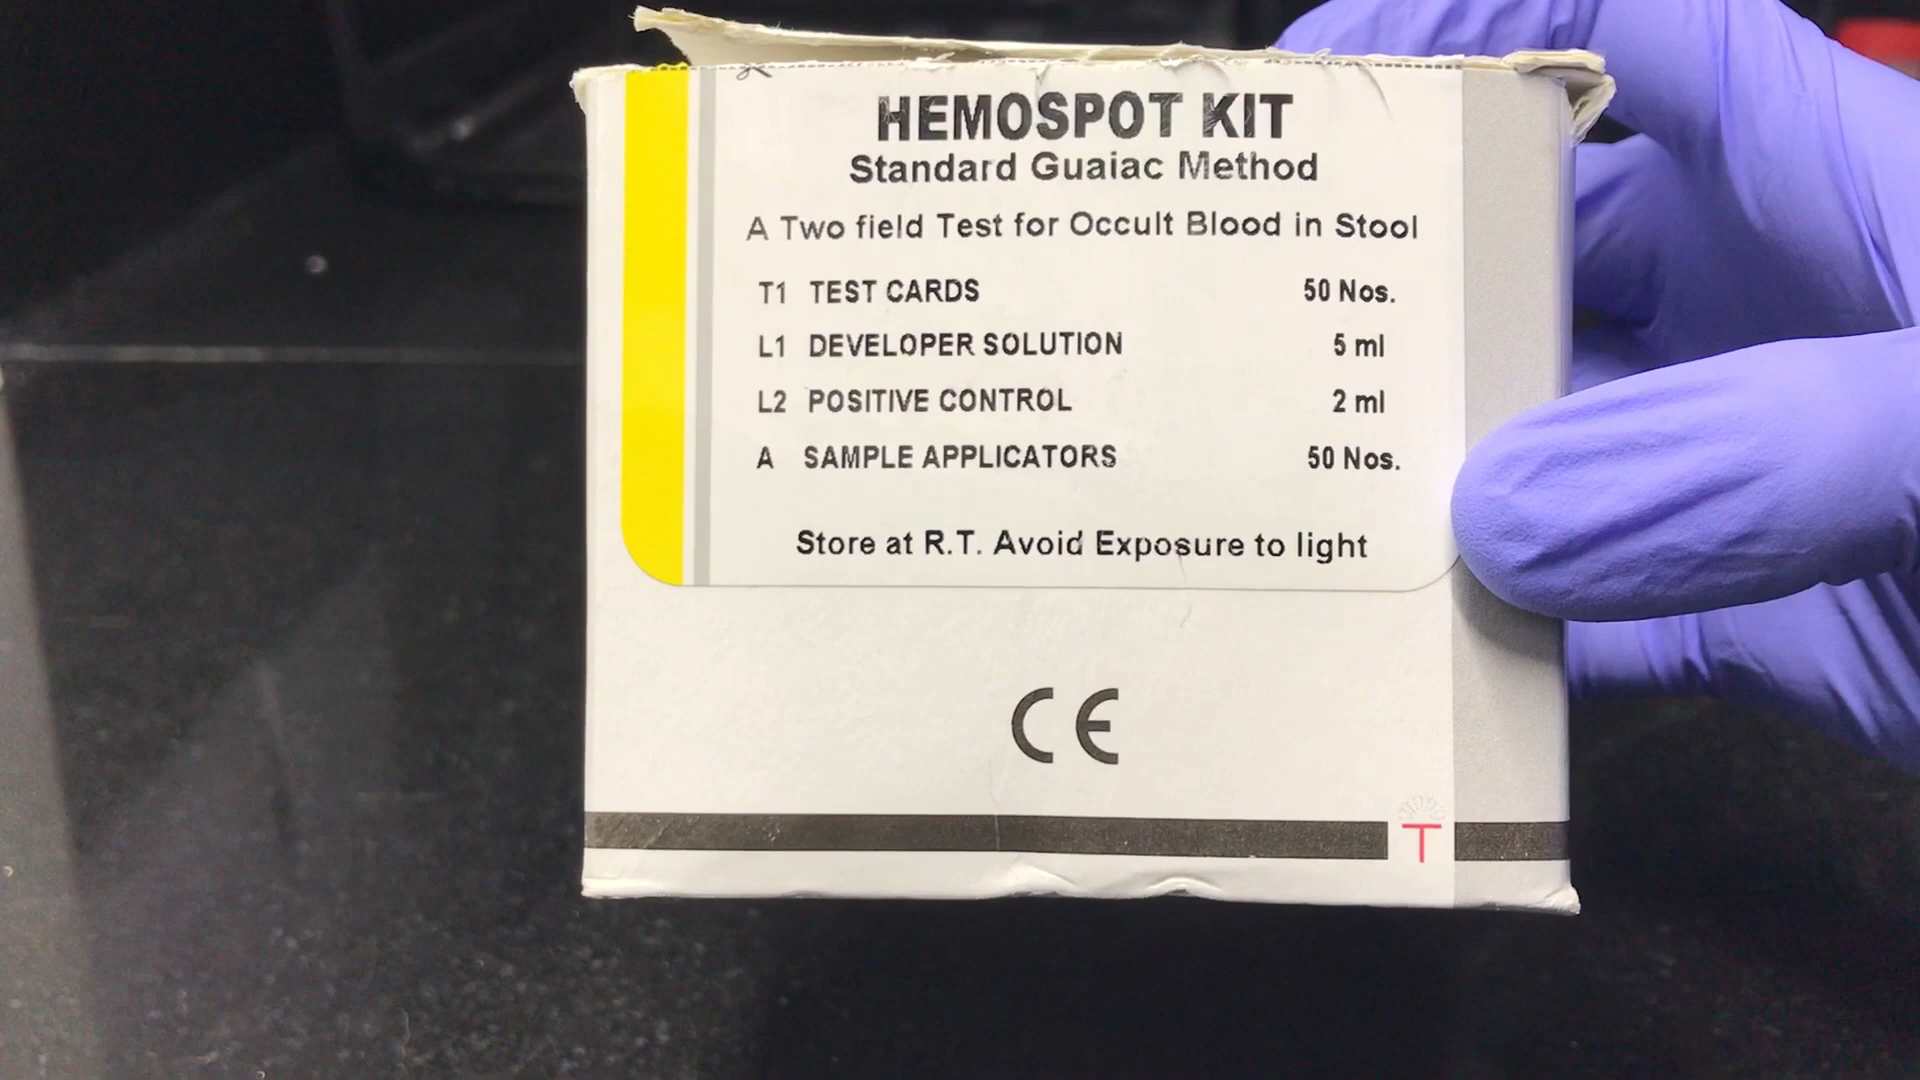 HEMOSPOT KIT
Standard Guaiac Method
A Two field Test for Occult Blood in Stool
T1 TEST CARDS 50 Nos.
L1 DEVELOPER SOLUTION 5 ml
L2 POSITIVE CONTROL 2 ml
A SAMPLE APPLICATORS 50 Nos.
Store at R.T. Avoid Exposure to light
CE
T